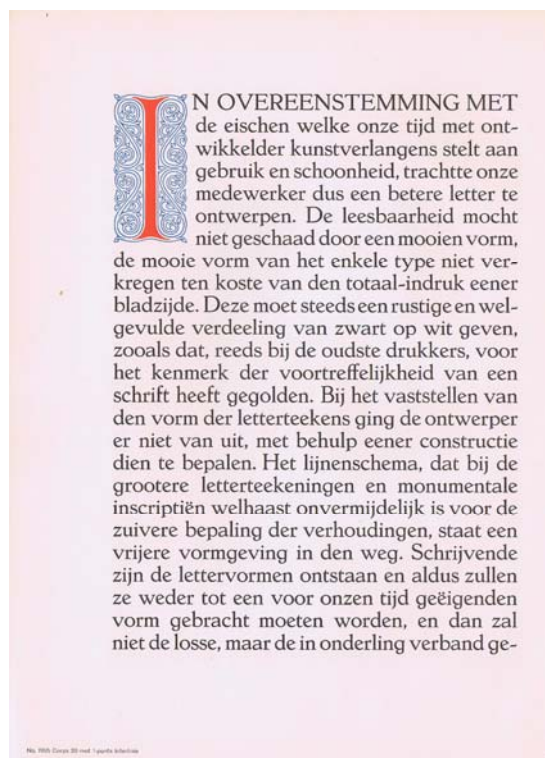 IN OVEREENSTEMMING MET
de eischen welke onze tijd met ont-
wikkelder kunstverlangens stelt aan
gebruik en schoonheid, trachtte onze
medewerker dus een betere letter te
ontwerpen. De leesbaarheid mocht
niet geschaad door een mooien vorm,
de mooie vorm van het enkele type niet ver-
kregen ten koste van den totaal-indruk eener
bladzijde. Deze moet steeds een rustige en wel-
gevulde verdeeling van zwart op wit geven,
zooals dat, reeds bij de oudste drukkers, voor
het kenmerk der voortreffelijkheid van een
schrift heeft gegolden. Bij het vaststellen van
den vorm der letterteekens ging de ontwerper
er niet van uit, met behulp eener constructie
dien te bepalen. Het lijnenschema, dat bij de
grootere letterteekeningen en monumentale
inscriptiën welhaast onvermijdelijk is voor de
zuivere bepaling der verhoudingen, staat een
vrijere vormgeving in den weg. Schrijvende
zijn de lettervormen ontstaan en aldus zullen
ze weder tot een voor onzen tijd geëigenden
vorm gebracht moeten worden, en dan zal
niet de losse, maar de in onderling verband ge-
No. Corps 20 met